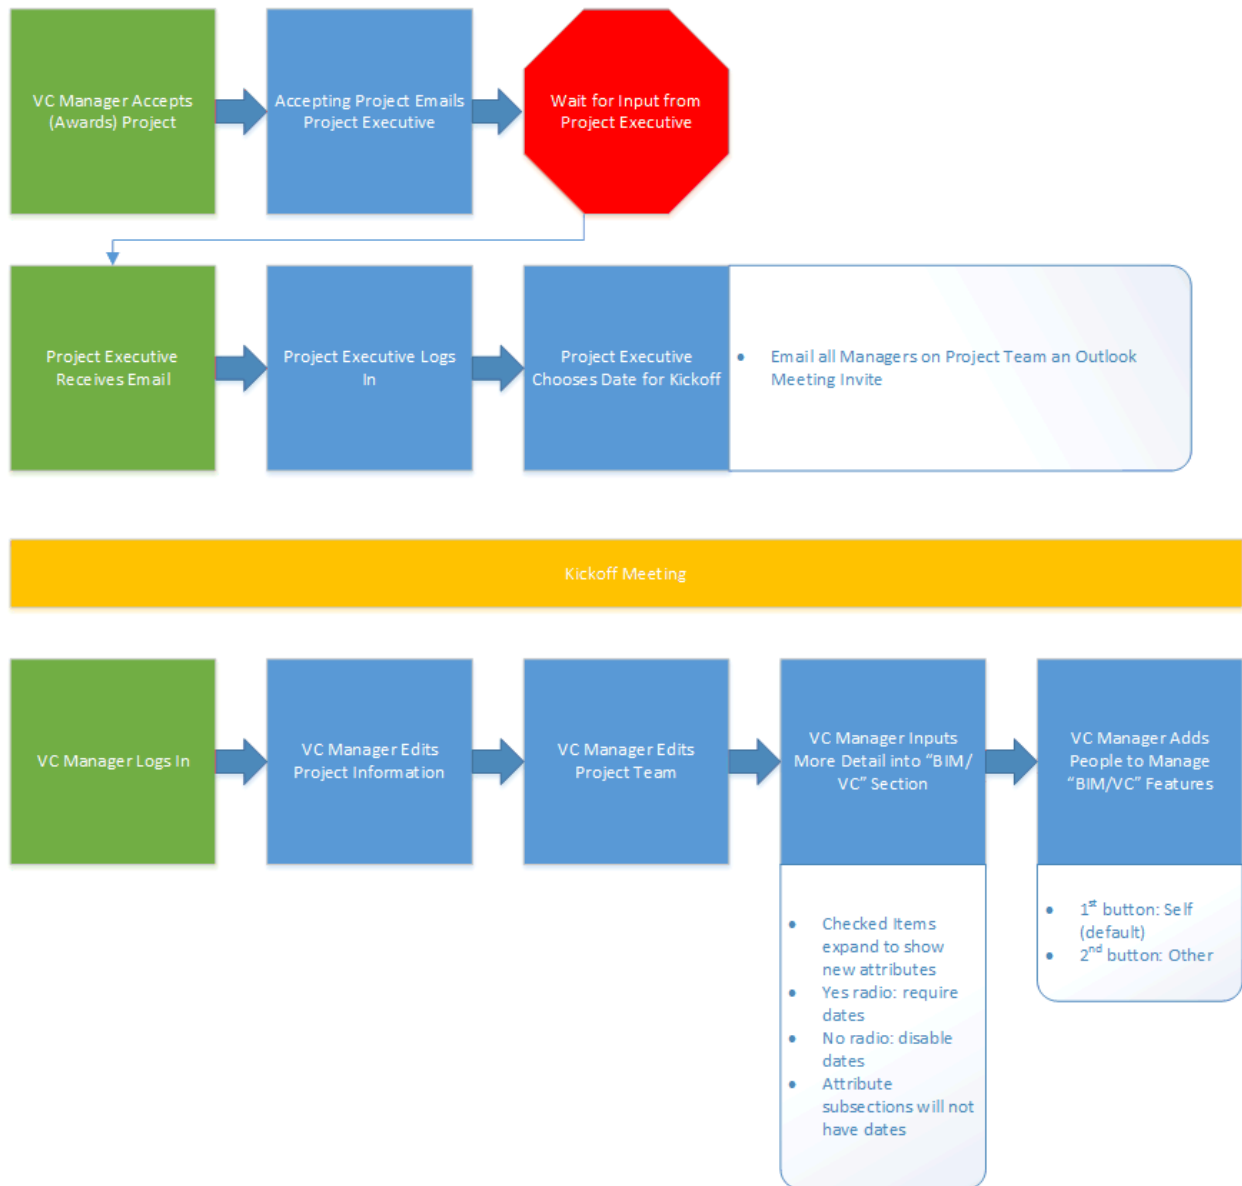 VC Manager Accepts
(Awards) Project
Accepting Project Emails
Project Executive
Wait for Input from
Project Executive
Project Executive
Receives Email
Project Executive Logs
In
Project Executive
Chooses Date for Kickoff
• Email all Managers on Project Team an Outlook
Meeting Invite
Kickoff Meeting
VC Manager Logs In
VC Manager Edits
Project Information
VC Manager Edits
Project Team
VC Manager Inputs
More Detail into “BIM/
VC” Section
VC Manager Adds
People to Manage
“BIM/VC” Features
• Checked Items
expand to show
new attributes
• Yes radio: require
dates
• No radio: disable
dates
• Attribute
subsections will not
have dates
• 1st button: Self
(default)
• 2nd button: Other